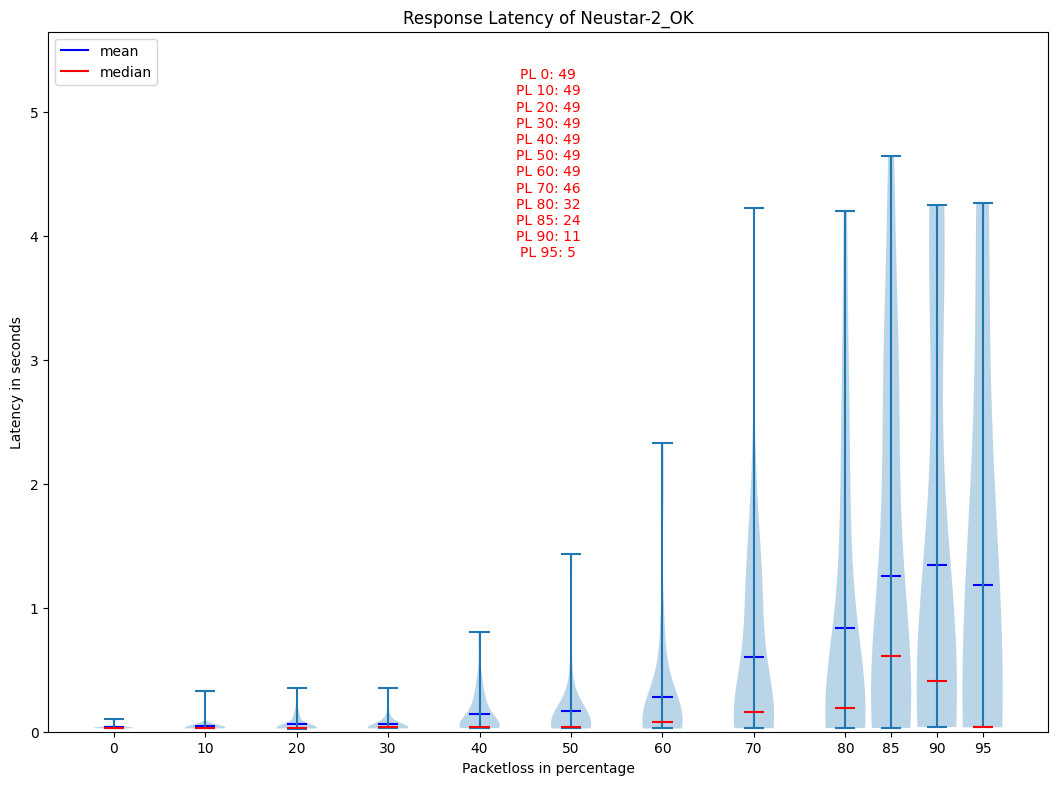 Response Latency of Neustar-2_OK
mean
median
PL 0: 49
PL 10: 49
PL 20: 49
PL 30: 49
PL 40: 49
PL 50: 49
PL 60: 49
PL 70: 46
PL 80: 32
PL 85: 24
PL 90: 11
PL 95: 5
Latency in seconds
5
4
3
2
1
0
0 10 20 30 40 50 60 70 80 85 90 95
Packetloss in percentage